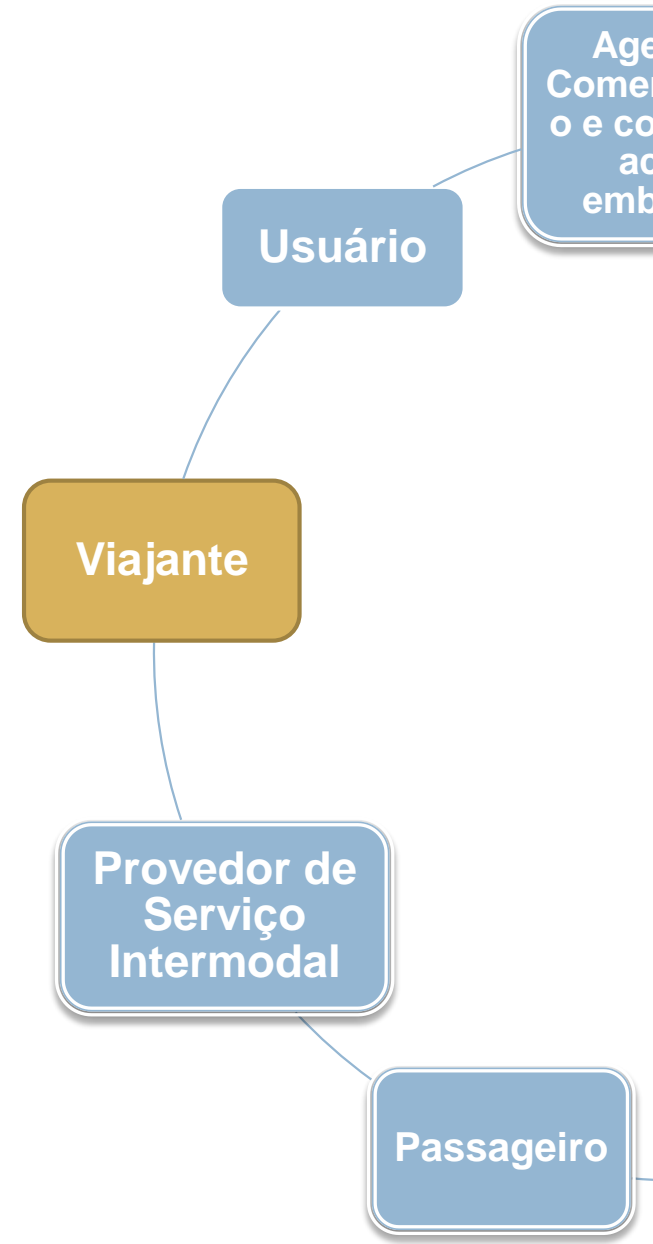 o e
Usuário
Viajante
Provedor de
Serviço
Intermodal
Passageiro